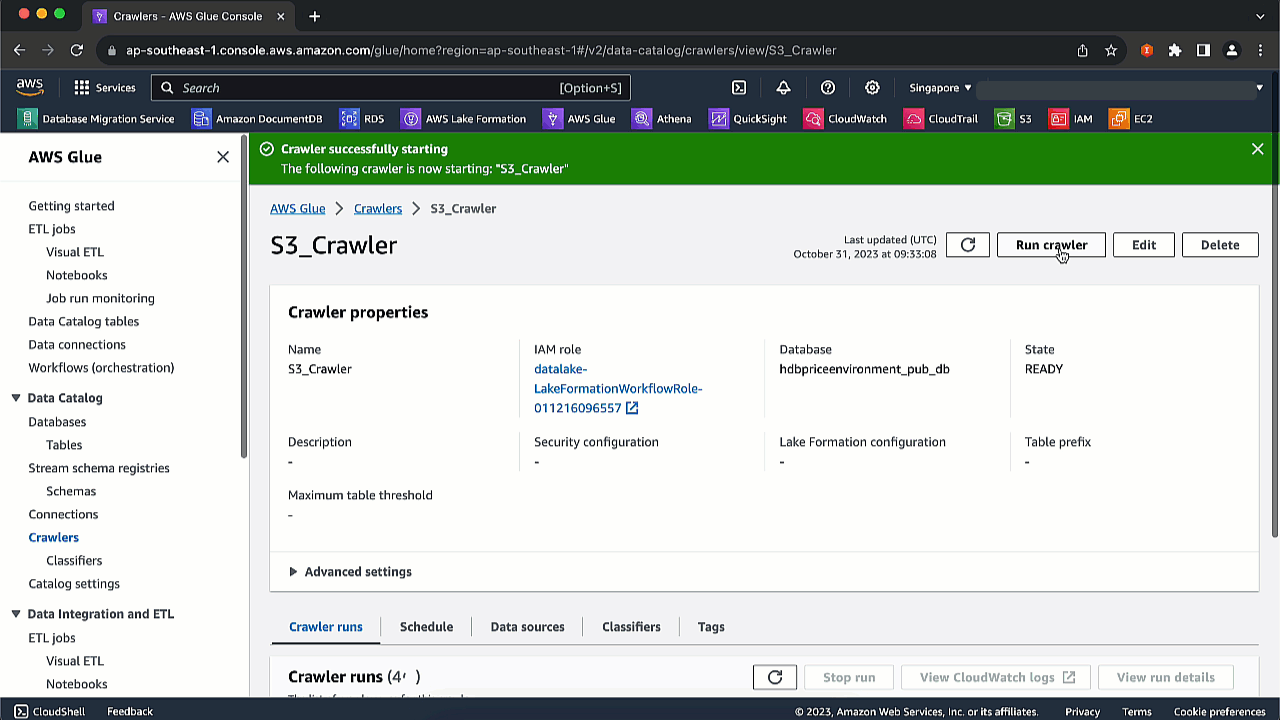 Crawlers - AWS Glue Console
ap-southeast-1.console.aws.amazon.com/glue/home?region=ap-southeast-1#/v2/data-catalog/crawlers/view/S3_Crawler
aws
Services
Search
[Option+S]
Singapore
Database Migration Service
Amazon DocumentDB
RDS
AWS Lake Formation
AWS Glue
Athena
QuickSight
CloudWatch
CloudTrail
S3
IAM
EC2
AWS Glue
Getting started
ETL jobs
Visual ETL
Notebooks
Job run monitoring
Data Catalog tables
Data connections
Workflows (orchestration)
Data Catalog
Databases
Tables
Stream schema registries
Schemas
Connections
Crawlers
Classifiers
Catalog settings
Data Integration and ETL
ETL jobs
Visual ETL
Notebooks
Crawler successfully starting
The following crawler is now starting: "S3_Crawler"
AWS Glue
Crawlers
S3_Crawler
S3_Crawler
Last updated (UTC)
October 31, 2023 at 09:33:08
Run crawler
Edit
Delete
Crawler properties
Name
S3_Crawler
IAM role
datalake-
LakeFormationWorkflowRole-
011216096557
Database
hdbpriceenvironment_pub_db
State
READY
Description
-
Security configuration
-
Lake Formation configuration
-
Table prefix
-
Maximum table threshold
-
Advanced settings
Crawler runs
Schedule
Data sources
Classifiers
Tags
Crawler runs
Stop run
View CloudWatch logs
View run details
CloudShell
Feedback
© 2023, Amazon Web Services, Inc. or its affiliates.
Privacy
Terms
Cookie preferences